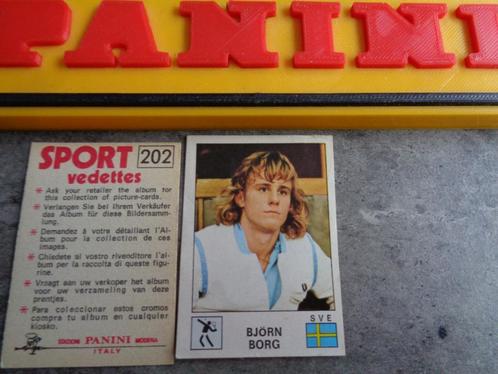 PANINI
SPORT 202
vedettes
* Ask your retailer the album for
this collection of picture-cards.
* Verlangen Sie bei Ihrem Verkäufer
das Album für diese Bildersamm-
lung.
* Demandez à votre détaillant l'Al-
bum pour la collection de ces
images.
* Chiedete si vostro rivenditore l'al-
bum per la raccolta di queste figu-
rine.
* Vraagt aan uw verkoper het album
voor uw verzameling van deze
prentjes.
* Para coleccionar estos cromos
compra tu album en cualquier
kiosko.
EDIZIONI PANINI MODENA
ITALY
SVE
BJÖRN
BORG